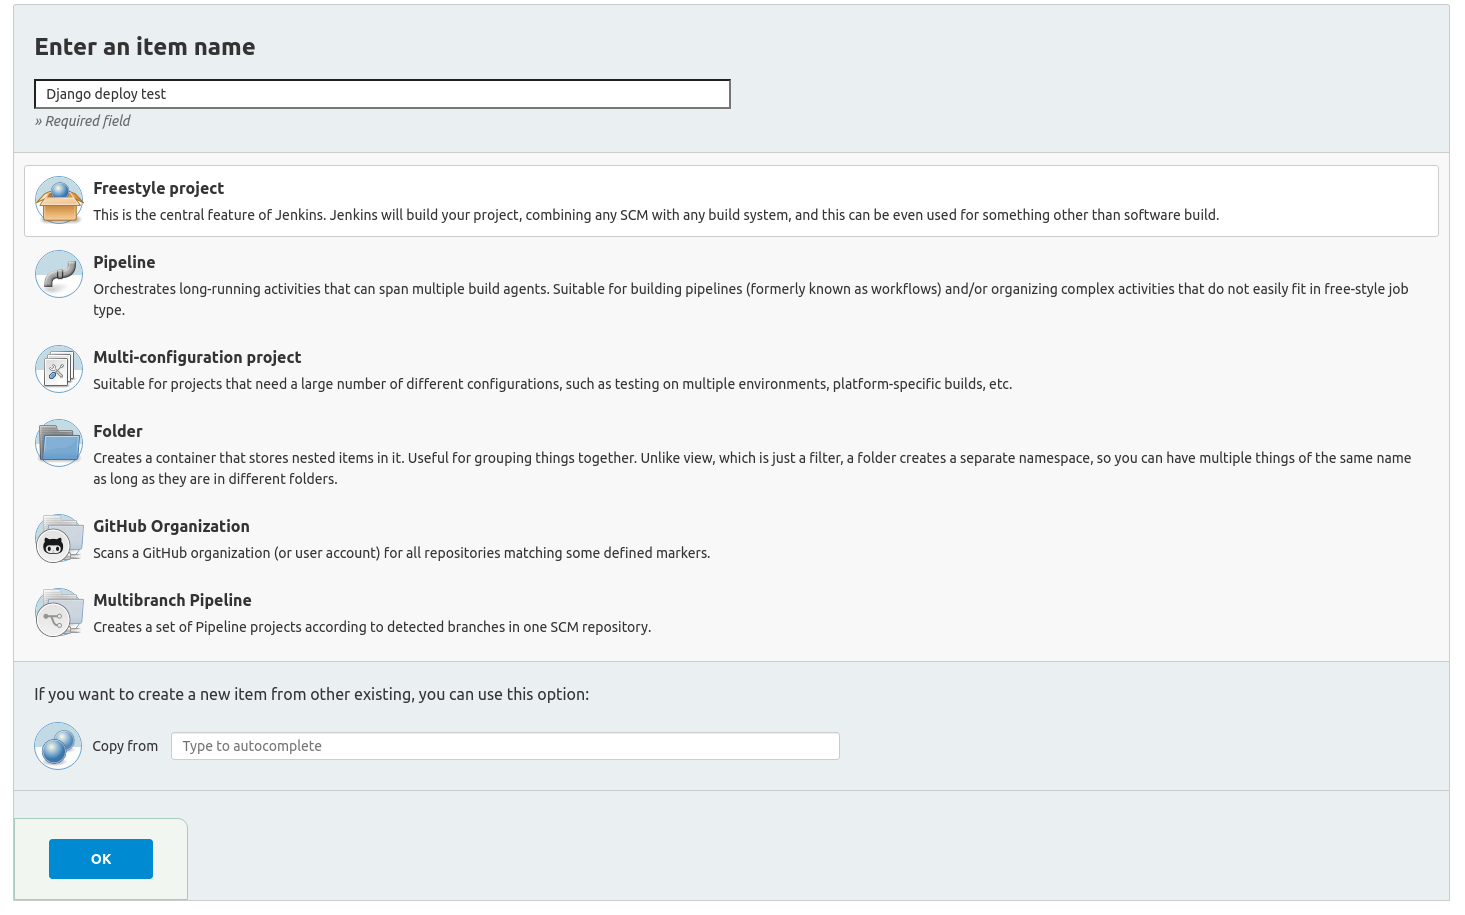 Enter an item name
Django deploy test
» Required field
Freestyle project
This is the central feature of Jenkins. Jenkins will build your project, combining any SCM with any build system, and this can be even used for something other than software build.
Pipeline
Orchestrates long-running activities that can span multiple build agents. Suitable for building pipelines (formerly known as workflows) and/or organizing complex activities that do not easily fit in free-style job
type.
Multi-configuration project
Suitable for projects that need a large number of different configurations, such as testing on multiple environments, platform-specific builds, etc.
Folder
Creates a container that stores nested items in it. Useful for grouping things together. Unlike view, which is just a filter, a folder creates a separate namespace, so you can have multiple things of the same name
as long as they are in different folders.
GitHub Organization
Scans a GitHub organization (or user account) for all repositories matching some defined markers.
Multibranch Pipeline
Creates a set of Pipeline projects according to detected branches in one SCM repository.
If you want to create a new item from other existing, you can use this option:
Copy from Type to autocomplete
OK